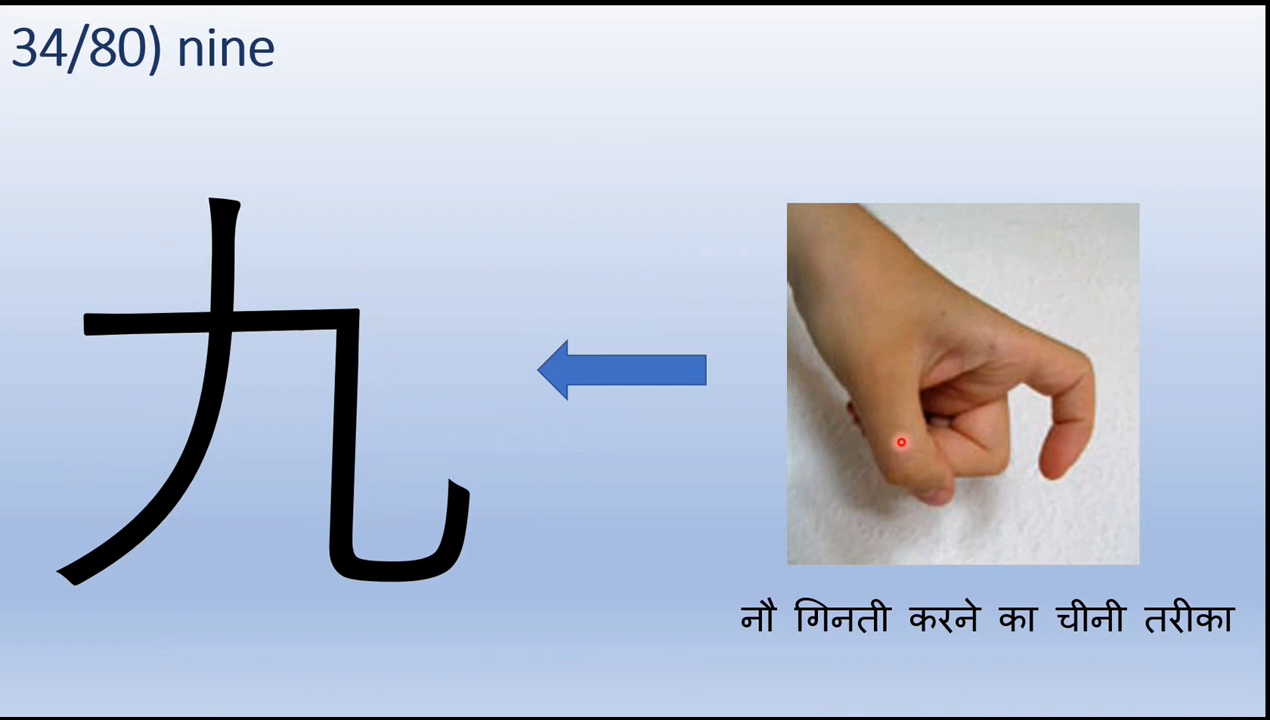 34/80) nine
九
नौ गिनती करने का चीनी तरीका